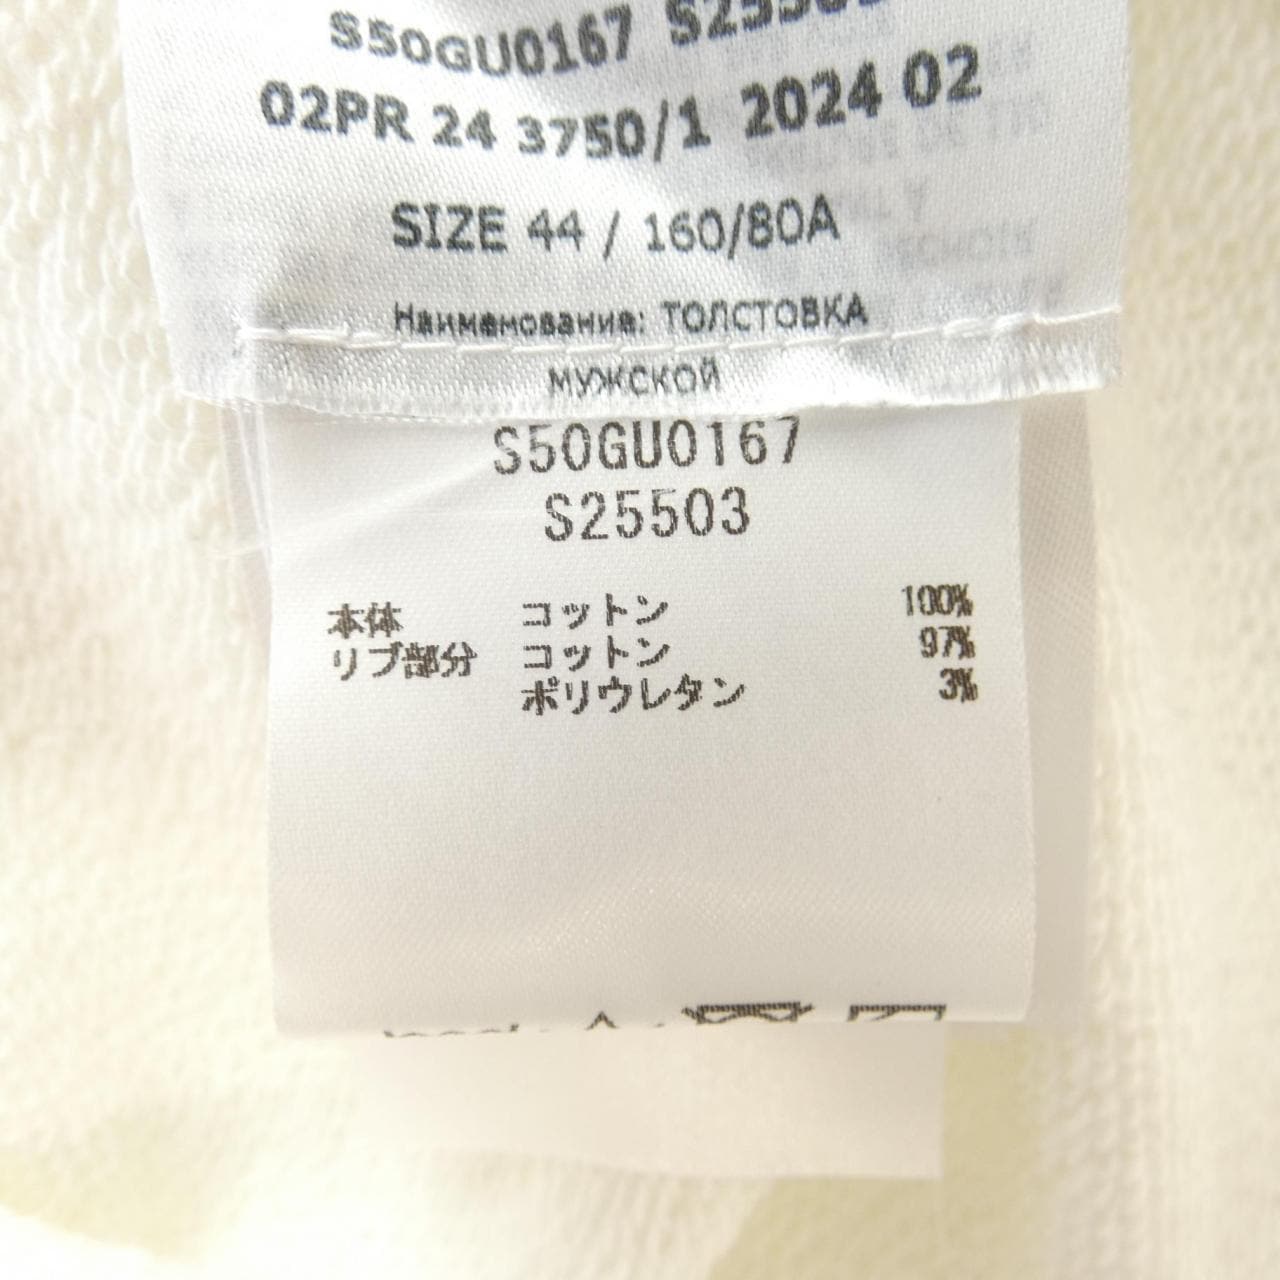 S50GU0167
02PR 24 3750/1 2024 02
SIZE 44 / 160/80A
Наименование: ТОЛСТОВКА
МУЖСКОЙ
S50GU0167
S25503
本体 コットン 100%
リブ部分 コットン 97%
ポリウレタン 3%